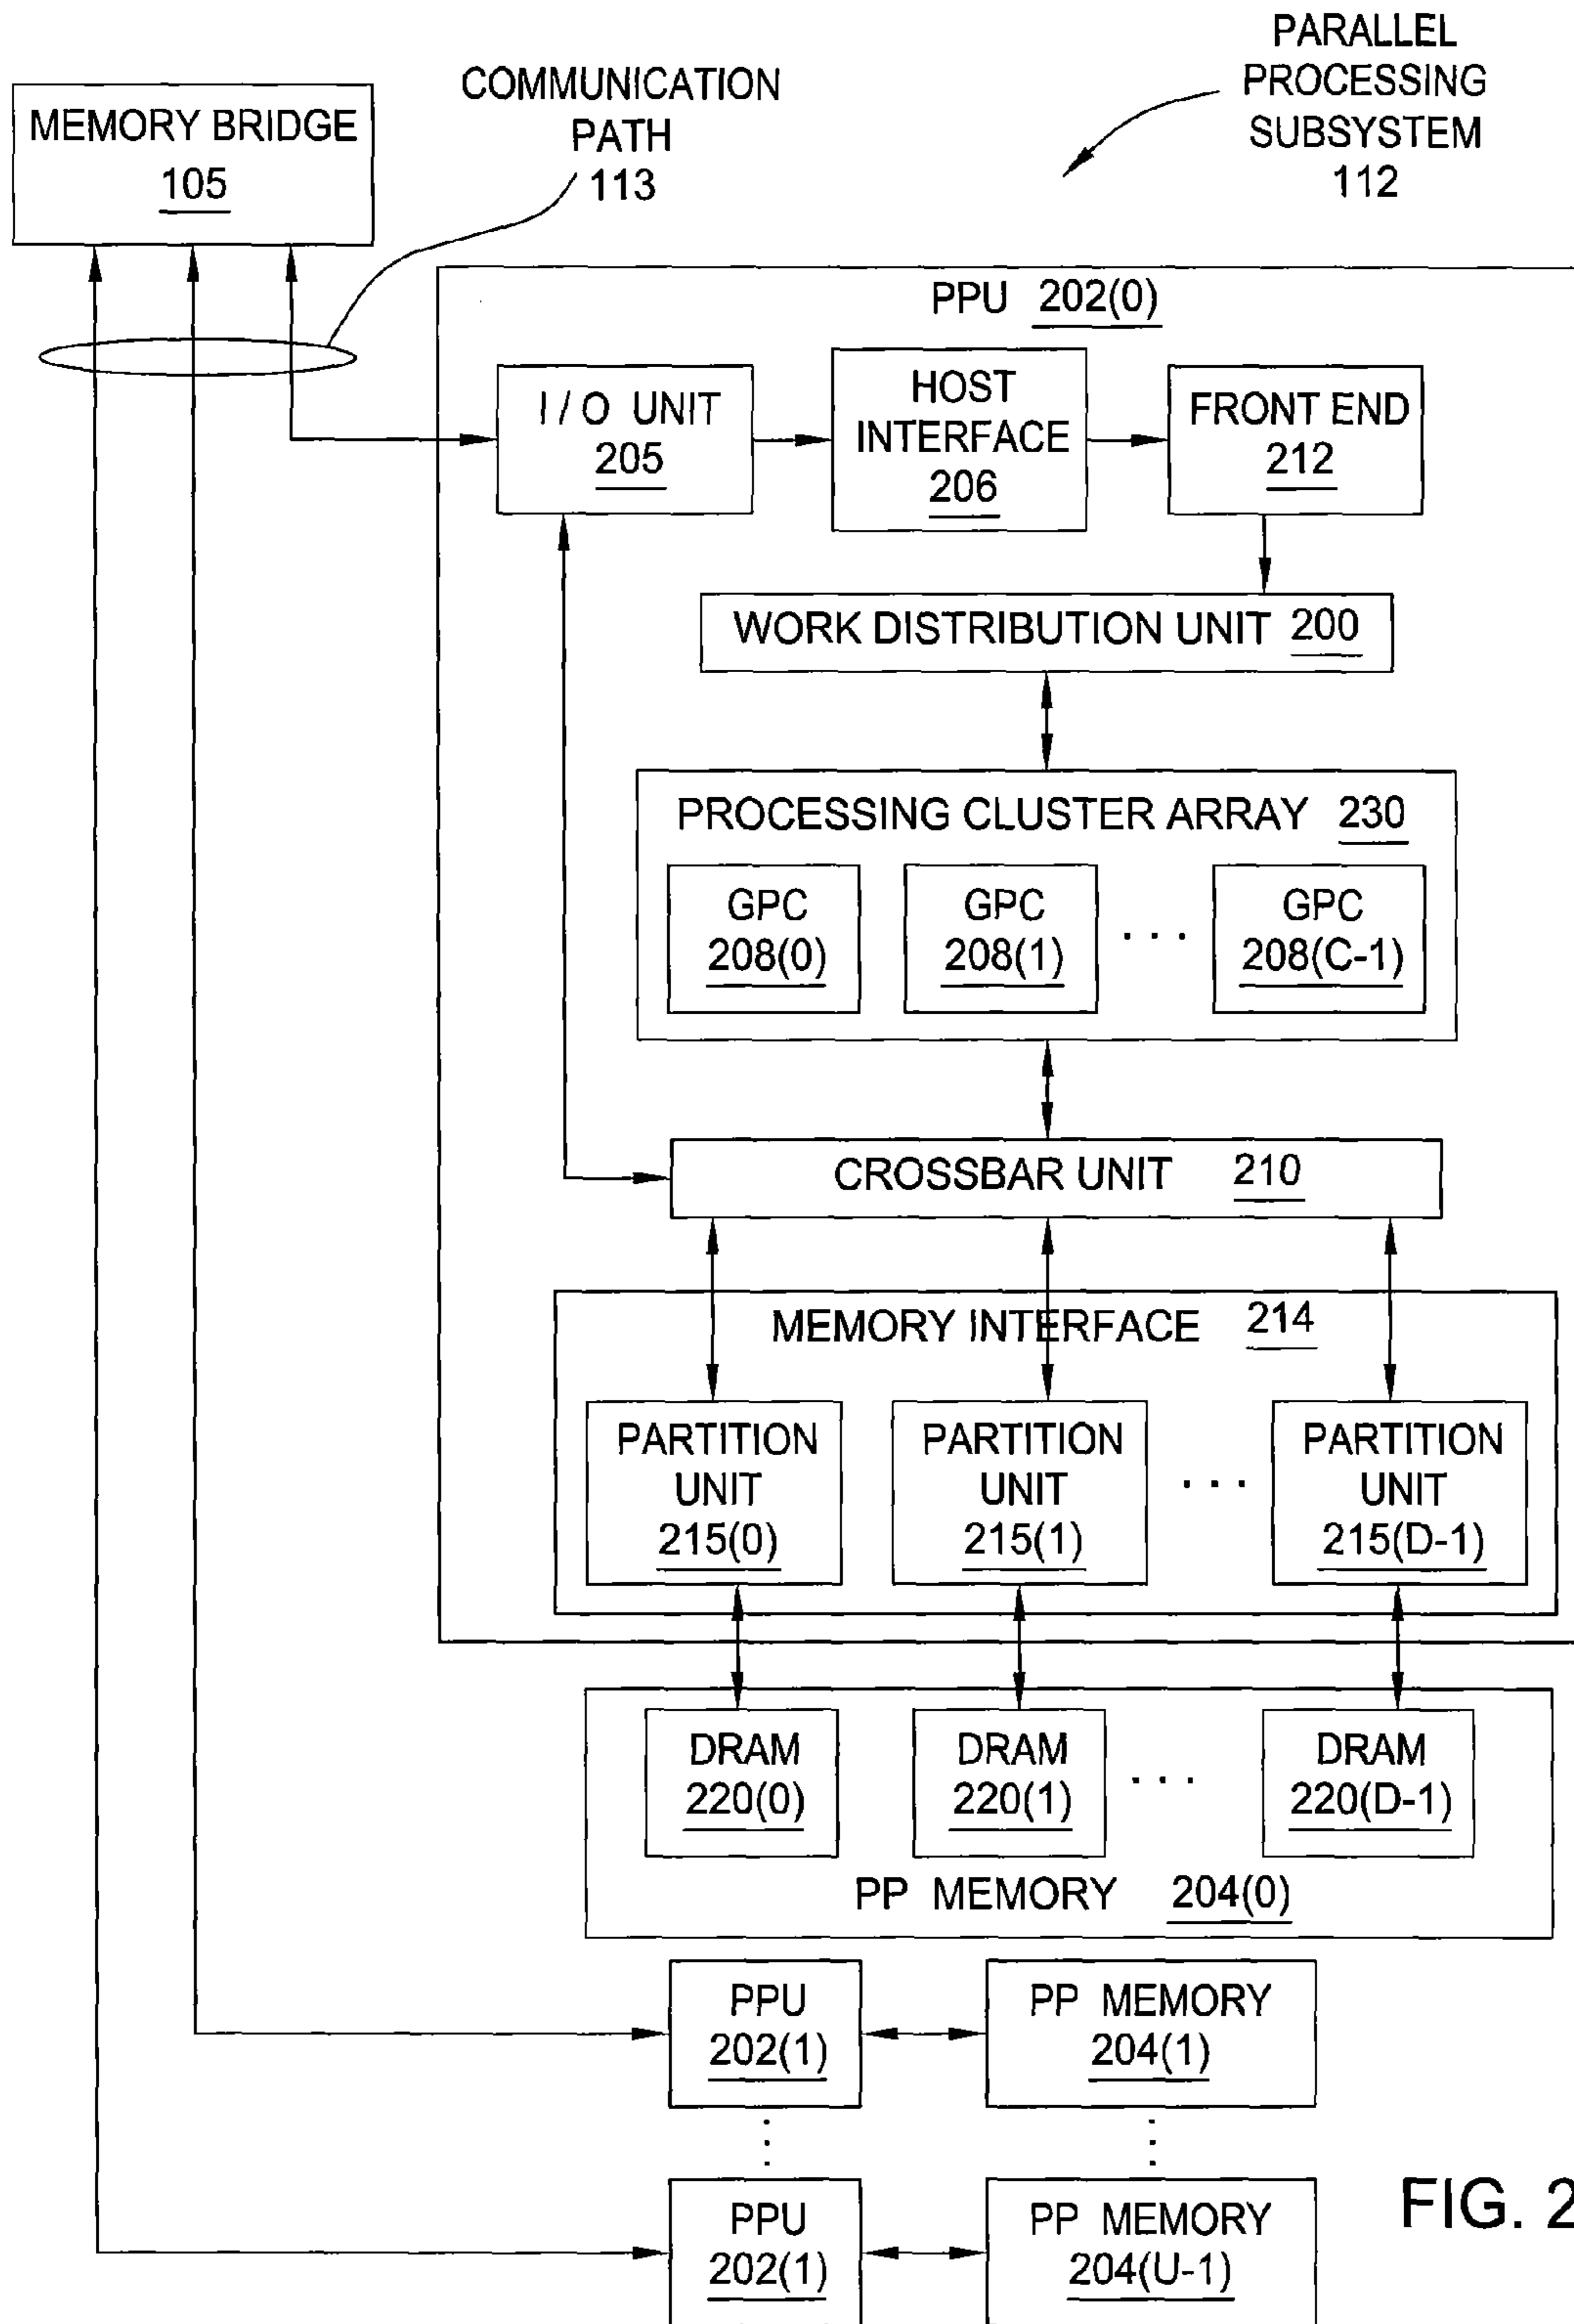 PARALLEL
PROCESSING
SUBSYSTEM
112
COMMUNICATION
PATH
113
MEMORY BRIDGE
105
PPU 202(0)
I / O UNIT
205
HOST
INTERFACE
206
FRONT END
212
WORK DISTRIBUTION UNIT 200
PROCESSING CLUSTER ARRAY 230
GPC
208(0)
GPC
208(1)
. . .
GPC
208(C-1)
CROSSBAR UNIT 210
MEMORY INTERFACE 214
PARTITION
UNIT
215(0)
PARTITION
UNIT
215(1)
. . .
PARTITION
UNIT
215(D-1)
DRAM
220(0)
DRAM
220(1)
. . .
DRAM
220(D-1)
PP MEMORY 204(0)
PPU
202(1)
PP MEMORY
204(1)
PPU
202(1)
PP MEMORY
204(U-1)
FIG. 2